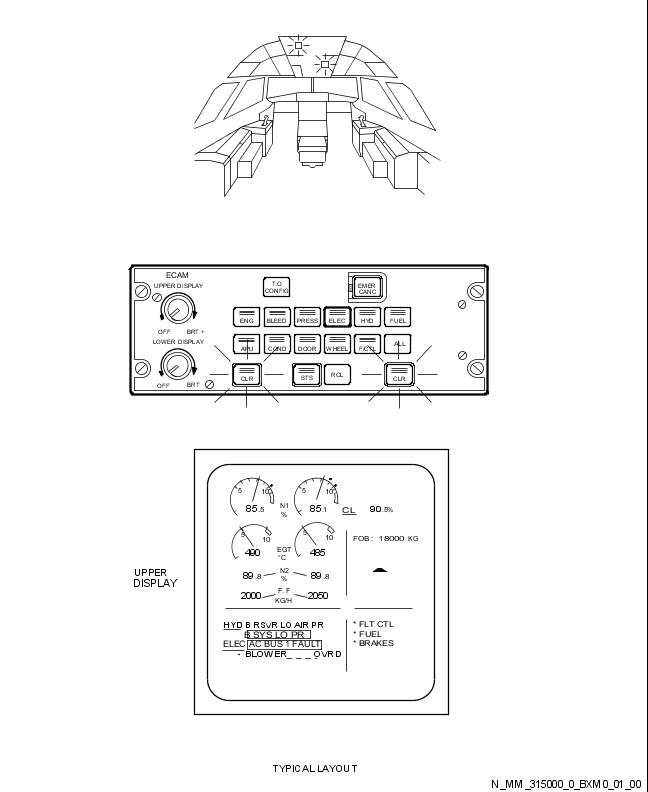 ECAM
UPPER DISPLAY
OFF BRT +
LOWER DISPLAY
OFF BRT
T.O
CONFIG
EMER
CANC
ENG BLEED PRESS ELEC HYD FUEL
APU COND DOOR WHEEL F/CTL ALL
CLR STS RCL CLR
UPPER
DISPLAY
5 10 5 10
85.5 N1 85.1 CL 90.5%
%
5 10 5 10
490 EGT 485 FOB : 18000 KG
°C
89.8 N2 89.8
%
2000 F. F 2050
KG/H
HYD B RSVR LO AIR PR * FLT CTL
B SYS LO PR * FUEL
ELEC AC BUS 1 FAULT * BRAKES
- BLOWER____OVRD
TYPICAL LAYOUT
N_MM_315000_0_BXM0_01_00